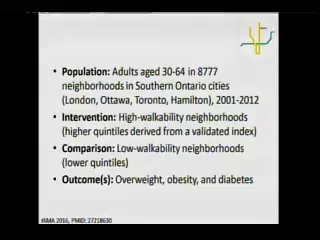 • Population: Adults aged 30-64 in 8777
neighborhoods in Southern Ontario cities
(London, Ottawa, Toronto, Hamilton), 2001-2012
• Intervention: High-walkability neighborhoods
(higher quintiles derived from a validated index)
• Comparison: Low-walkability neighborhoods
(lower quintiles)
• Outcome(s): Overweight, obesity, and diabetes
JAMA 2016, PMID: 27218630